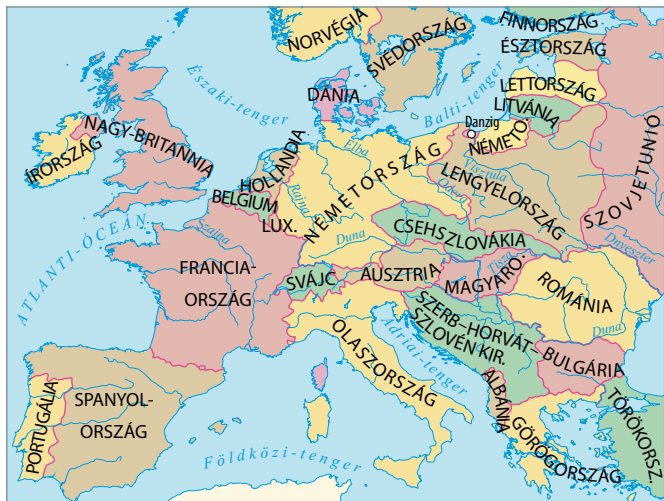 NORVÉGIA
SVÉDORSZÁG
FINNORSZÁG
ÉSZTORSZÁG
LETTORSZÁG
LITVÁNIA
Északi-tenger
DÁNIA
Balti-tenger
Danzig
NÉMETO.
NAGY-BRITANNIA
ÍRORSZÁG
HOLLANDIA
BELGIUM
LUX.
Elba
Rajna
NÉMETORSZÁG
Visztula
LENGYELORSZÁG
Odera
SZOVJETUNIÓ
ATLANTI-ÓCEÁN
Szajna
Duna
CSEHSZLOVÁKIA
Dnyeszter
FRANCIA-
ORSZÁG
SVÁJC
AUSZTRIA
MAGYARO.
Tisza
ROMÁNIA
Duna
OLASZORSZÁG
Adriai-tenger
SZERB–HORVÁT–
SZLOVÉN KIR.
BULGÁRIA
ALBÁNIA
GÖRÖGORSZÁG
TÖRÖKORSZ.
PORTUGÁLIA
SPANYOL-
ORSZÁG
Földközi-tenger